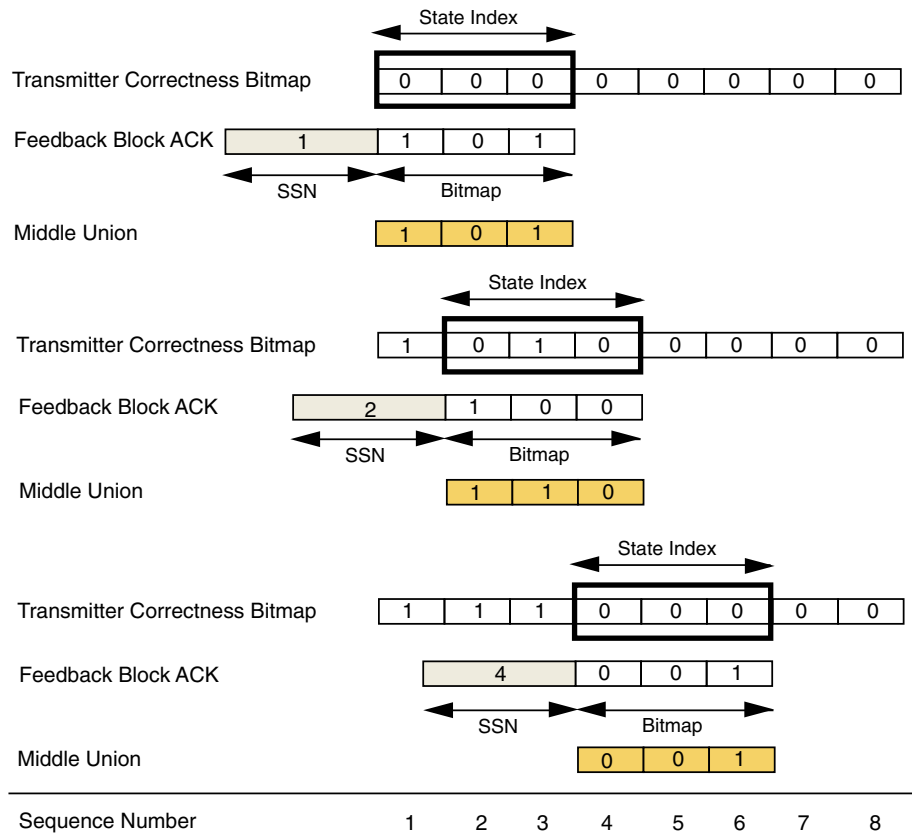 State Index
Transmitter Correctness Bitmap 0 0 0 0 0 0 0 0
Feedback Block ACK 1 1 0 1
SSN Bitmap
Middle Union 1 0 1
State Index
Transmitter Correctness Bitmap 1 0 1 0 0 0 0 0
Feedback Block ACK 2 1 0 0
SSN Bitmap
Middle Union 1 1 0
State Index
Transmitter Correctness Bitmap 1 1 1 0 0 0 0 0
Feedback Block ACK 4 0 0 1
SSN Bitmap
Middle Union 0 0 1
Sequence Number 1 2 3 4 5 6 7 8